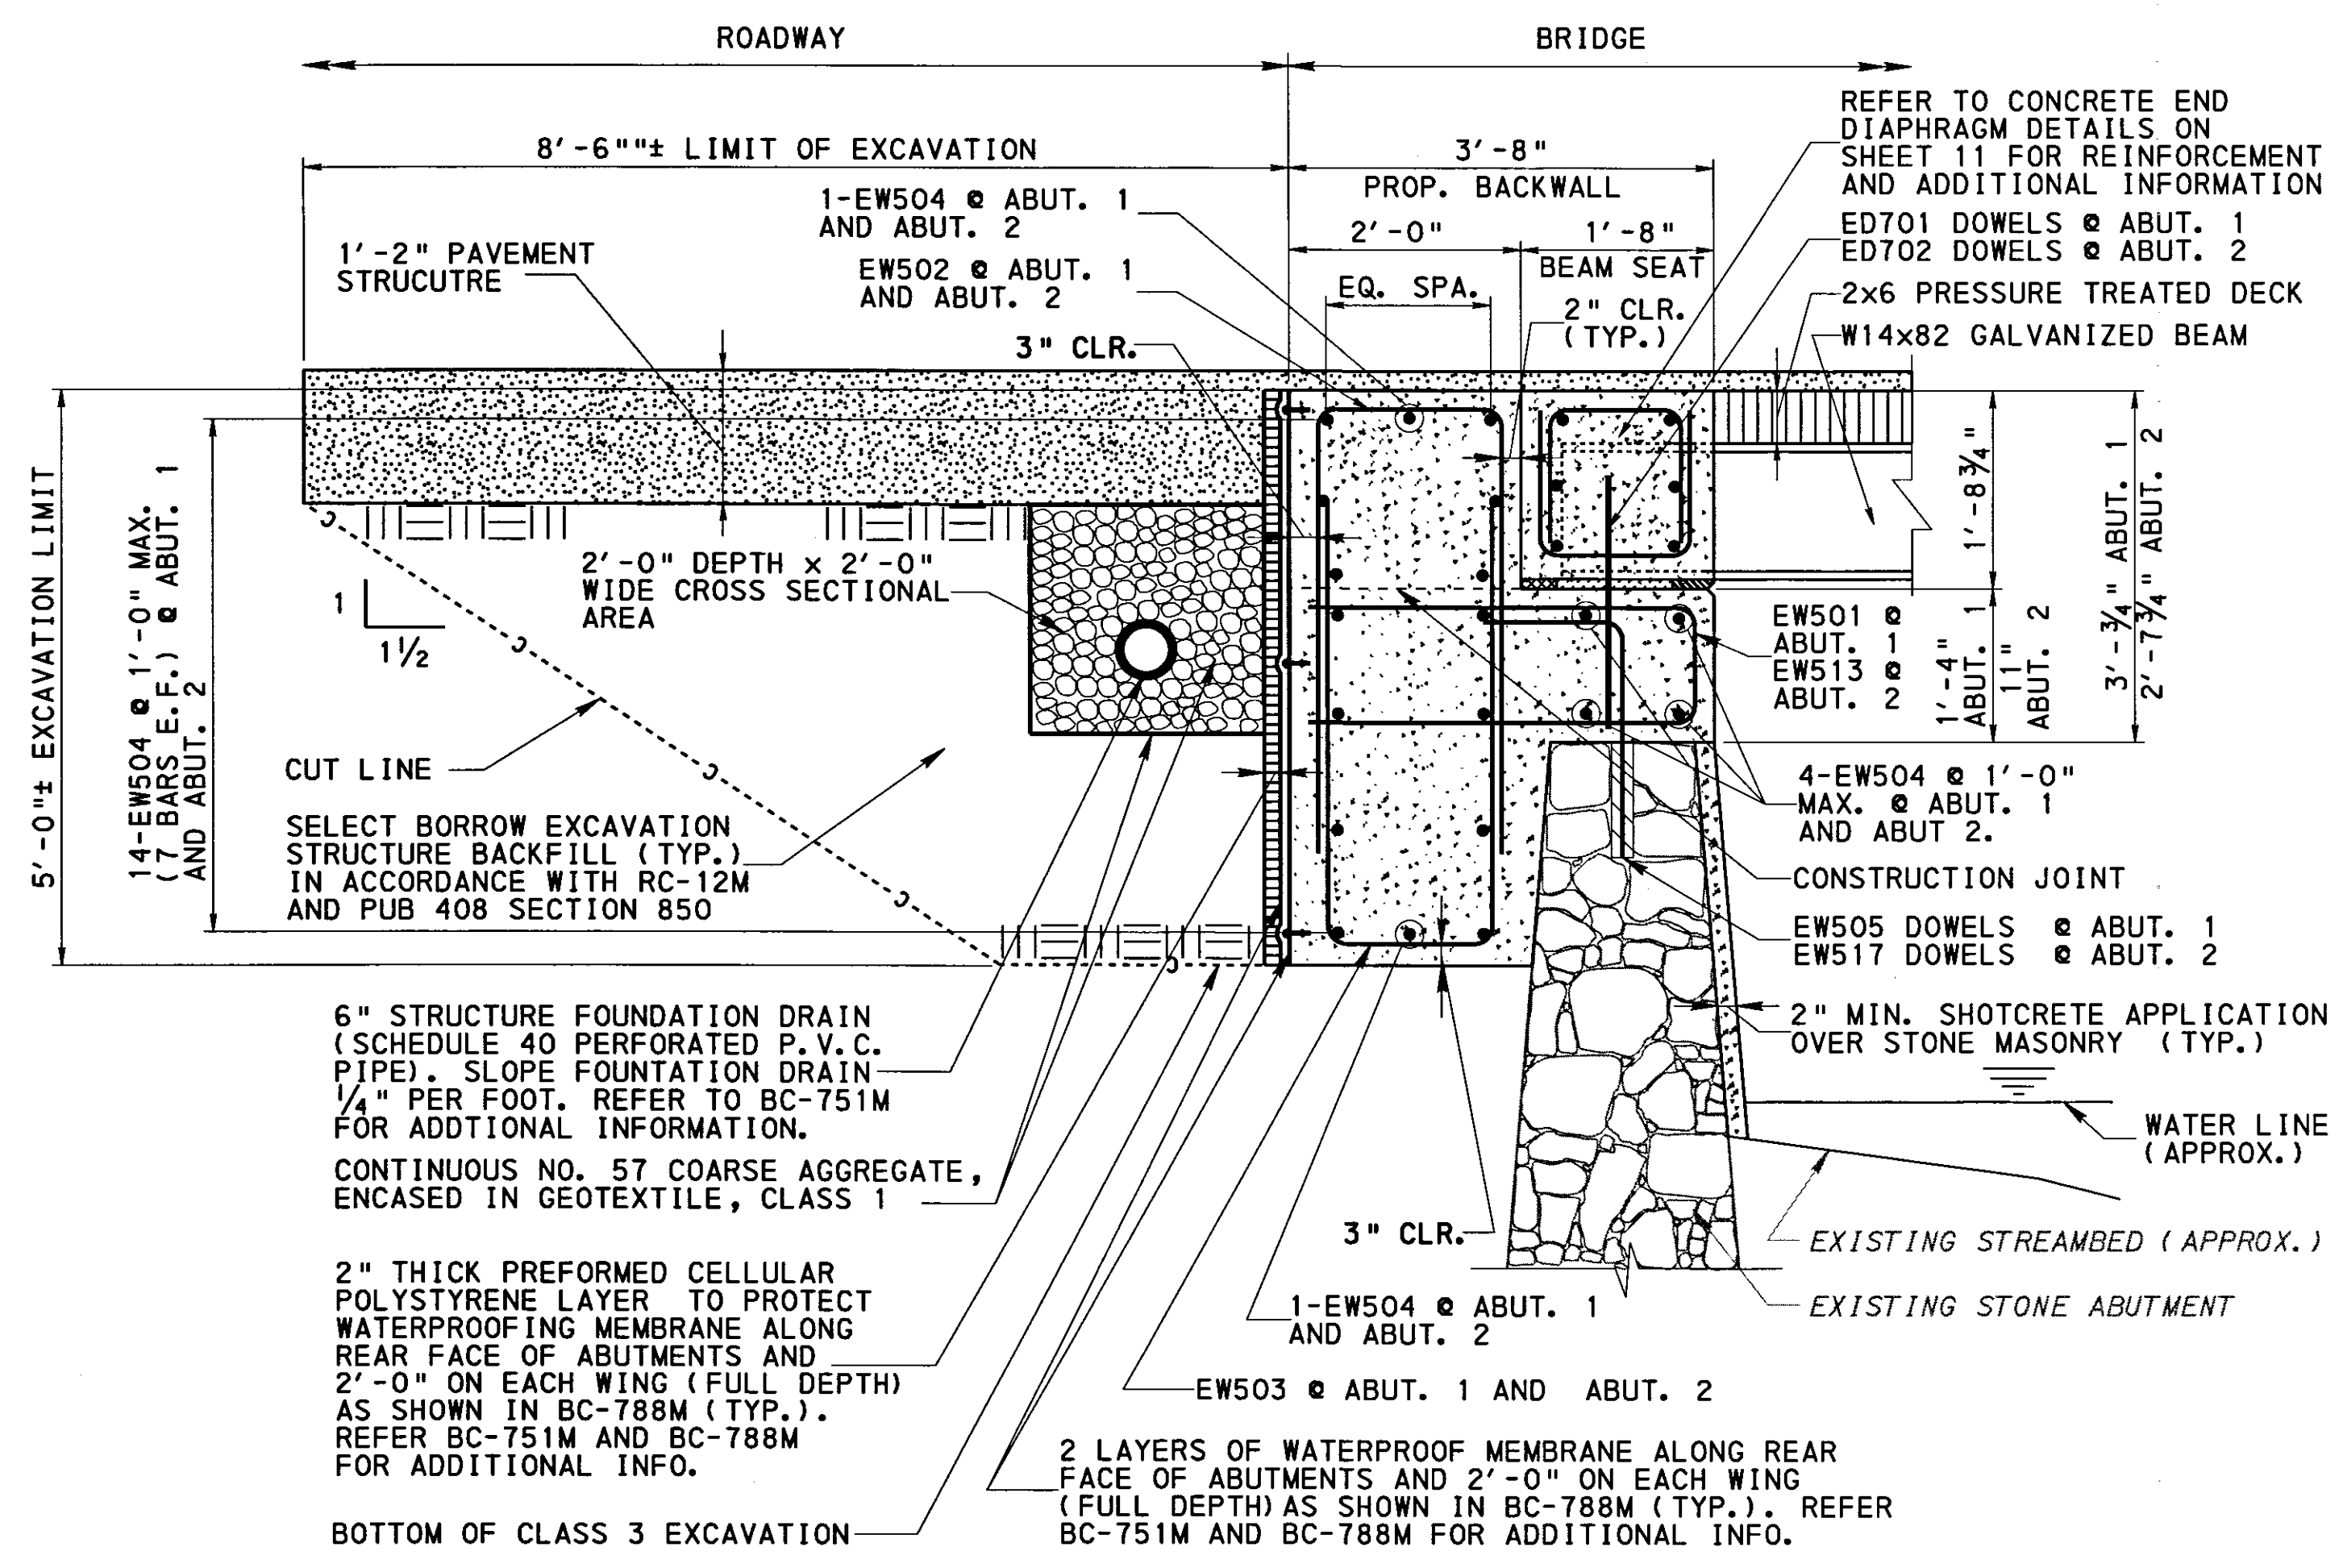 ROADWAY
BRIDGE
8'-6""± LIMIT OF EXCAVATION
3'-8"
PROP. BACKWALL
REFER TO CONCRETE END
DIAPHRAGM DETAILS ON
SHEET 11 FOR REINFORCEMENT
AND ADDITIONAL INFORMATION
1-EW504 @ ABUT. 1
AND ABUT. 2
2'-0"
1'-8"
BEAM SEAT
ED701 DOWELS @ ABUT. 1
ED702 DOWELS @ ABUT. 2
1'-2" PAVEMENT
STRUCUTRE
EW502 @ ABUT. 1
AND ABUT. 2
EQ. SPA.
2" CLR.
(TYP.)
2x6 PRESSURE TREATED DECK
W14x82 GALVANIZED BEAM
3" CLR.
5'-0"± EXCAVATION LIMIT
14-EW504 @ 1'-0" MAX.
(7 BARS E.F.) @ ABUT. 1
AND ABUT. 2
1'-8¾"
3'-¾" ABUT. 1
2'-7¾" ABUT. 2
2'-0" DEPTH x 2'-0"
WIDE CROSS SECTIONAL
AREA
1
1½
EW501 @
ABUT. 1
EW513 @
ABUT. 2
1'-4"
ABUT. 1
11"
ABUT. 2
CUT LINE
4-EW504 @ 1'-0"
MAX. @ ABUT. 1
AND ABUT 2.
SELECT BORROW EXCAVATION
STRUCTURE BACKFILL (TYP.)
IN ACCORDANCE WITH RC-12M
AND PUB 408 SECTION 850
CONSTRUCTION JOINT
EW505 DOWELS @ ABUT. 1
EW517 DOWELS @ ABUT. 2
6" STRUCTURE FOUNDATION DRAIN
(SCHEDULE 40 PERFORATED P.V.C.
PIPE). SLOPE FOUNTATION DRAIN
¼" PER FOOT. REFER TO BC-751M
FOR ADDTIONAL INFORMATION.
2" MIN. SHOTCRETE APPLICATION
OVER STONE MASONRY (TYP.)
WATER LINE
(APPROX.)
CONTINUOUS NO. 57 COARSE AGGREGATE,
ENCASED IN GEOTEXTILE, CLASS 1
3" CLR.
EXISTING STREAMBED (APPROX.)
2" THICK PREFORMED CELLULAR
POLYSTYRENE LAYER TO PROTECT
WATERPROOFING MEMBRANE ALONG
REAR FACE OF ABUTMENTS AND
2'-0" ON EACH WING (FULL DEPTH)
AS SHOWN IN BC-788M (TYP.).
REFER BC-751M AND BC-788M
FOR ADDITIONAL INFO.
1-EW504 @ ABUT. 1
AND ABUT. 2
EXISTING STONE ABUTMENT
EW503 @ ABUT. 1 AND ABUT. 2
2 LAYERS OF WATERPROOF MEMBRANE ALONG REAR
FACE OF ABUTMENTS AND 2'-0" ON EACH WING
(FULL DEPTH) AS SHOWN IN BC-788M (TYP.). REFER
BC-751M AND BC-788M FOR ADDITIONAL INFO.
BOTTOM OF CLASS 3 EXCAVATION